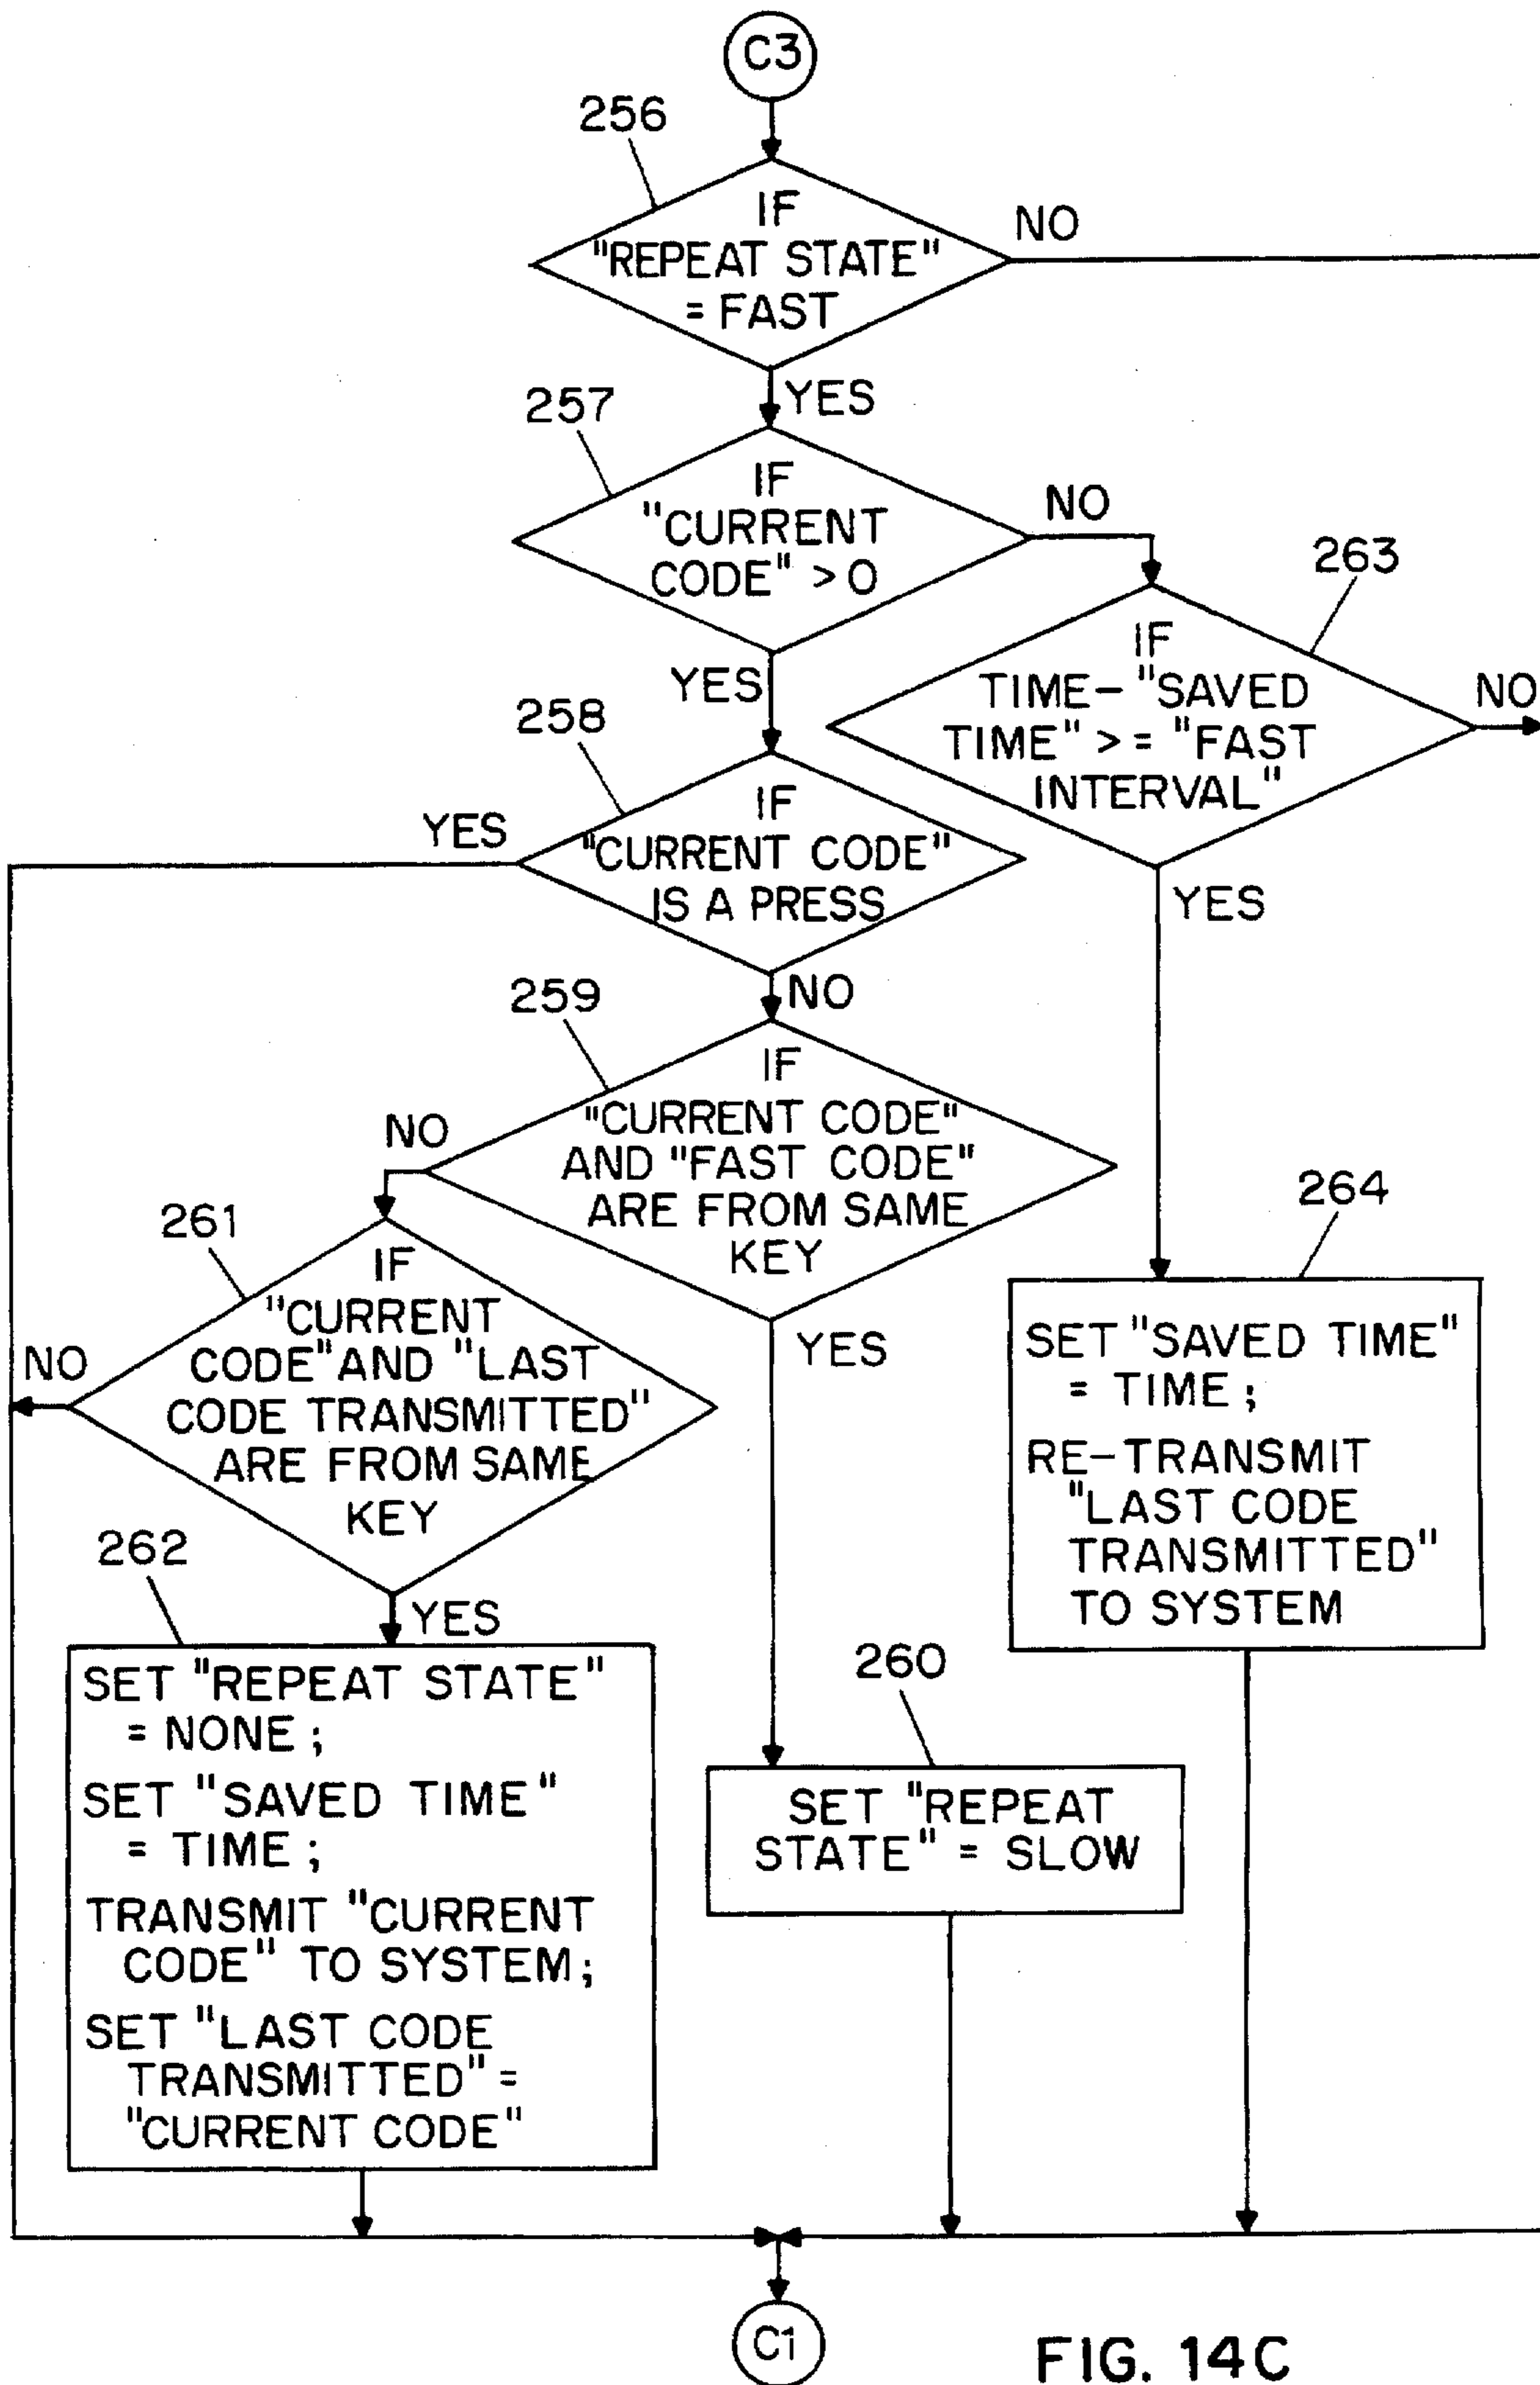 C3
256
IF
"REPEAT STATE"
= FAST
NO
YES
257
IF
"CURRENT
CODE" > 0
NO
YES
263
IF
TIME- "SAVED
TIME" > = "FAST
INTERVAL"
NO
YES
258
IF
"CURRENT CODE"
IS A PRESS
YES
NO
259
IF
"CURRENT CODE"
AND "FAST CODE"
ARE FROM SAME
KEY
NO
YES
261
IF
"CURRENT
CODE" AND "LAST
CODE TRANSMITTED"
ARE FROM SAME
KEY
NO
YES
264
SET "SAVED TIME"
= TIME ;
RE-TRANSMIT
"LAST CODE
TRANSMITTED"
TO SYSTEM
262
SET "REPEAT STATE"
= NONE ;
SET "SAVED TIME"
= TIME ;
TRANSMIT "CURRENT
CODE" TO SYSTEM;
SET "LAST CODE
TRANSMITTED" =
"CURRENT CODE"
260
SET "REPEAT
STATE" = SLOW
C1
FIG. 14C